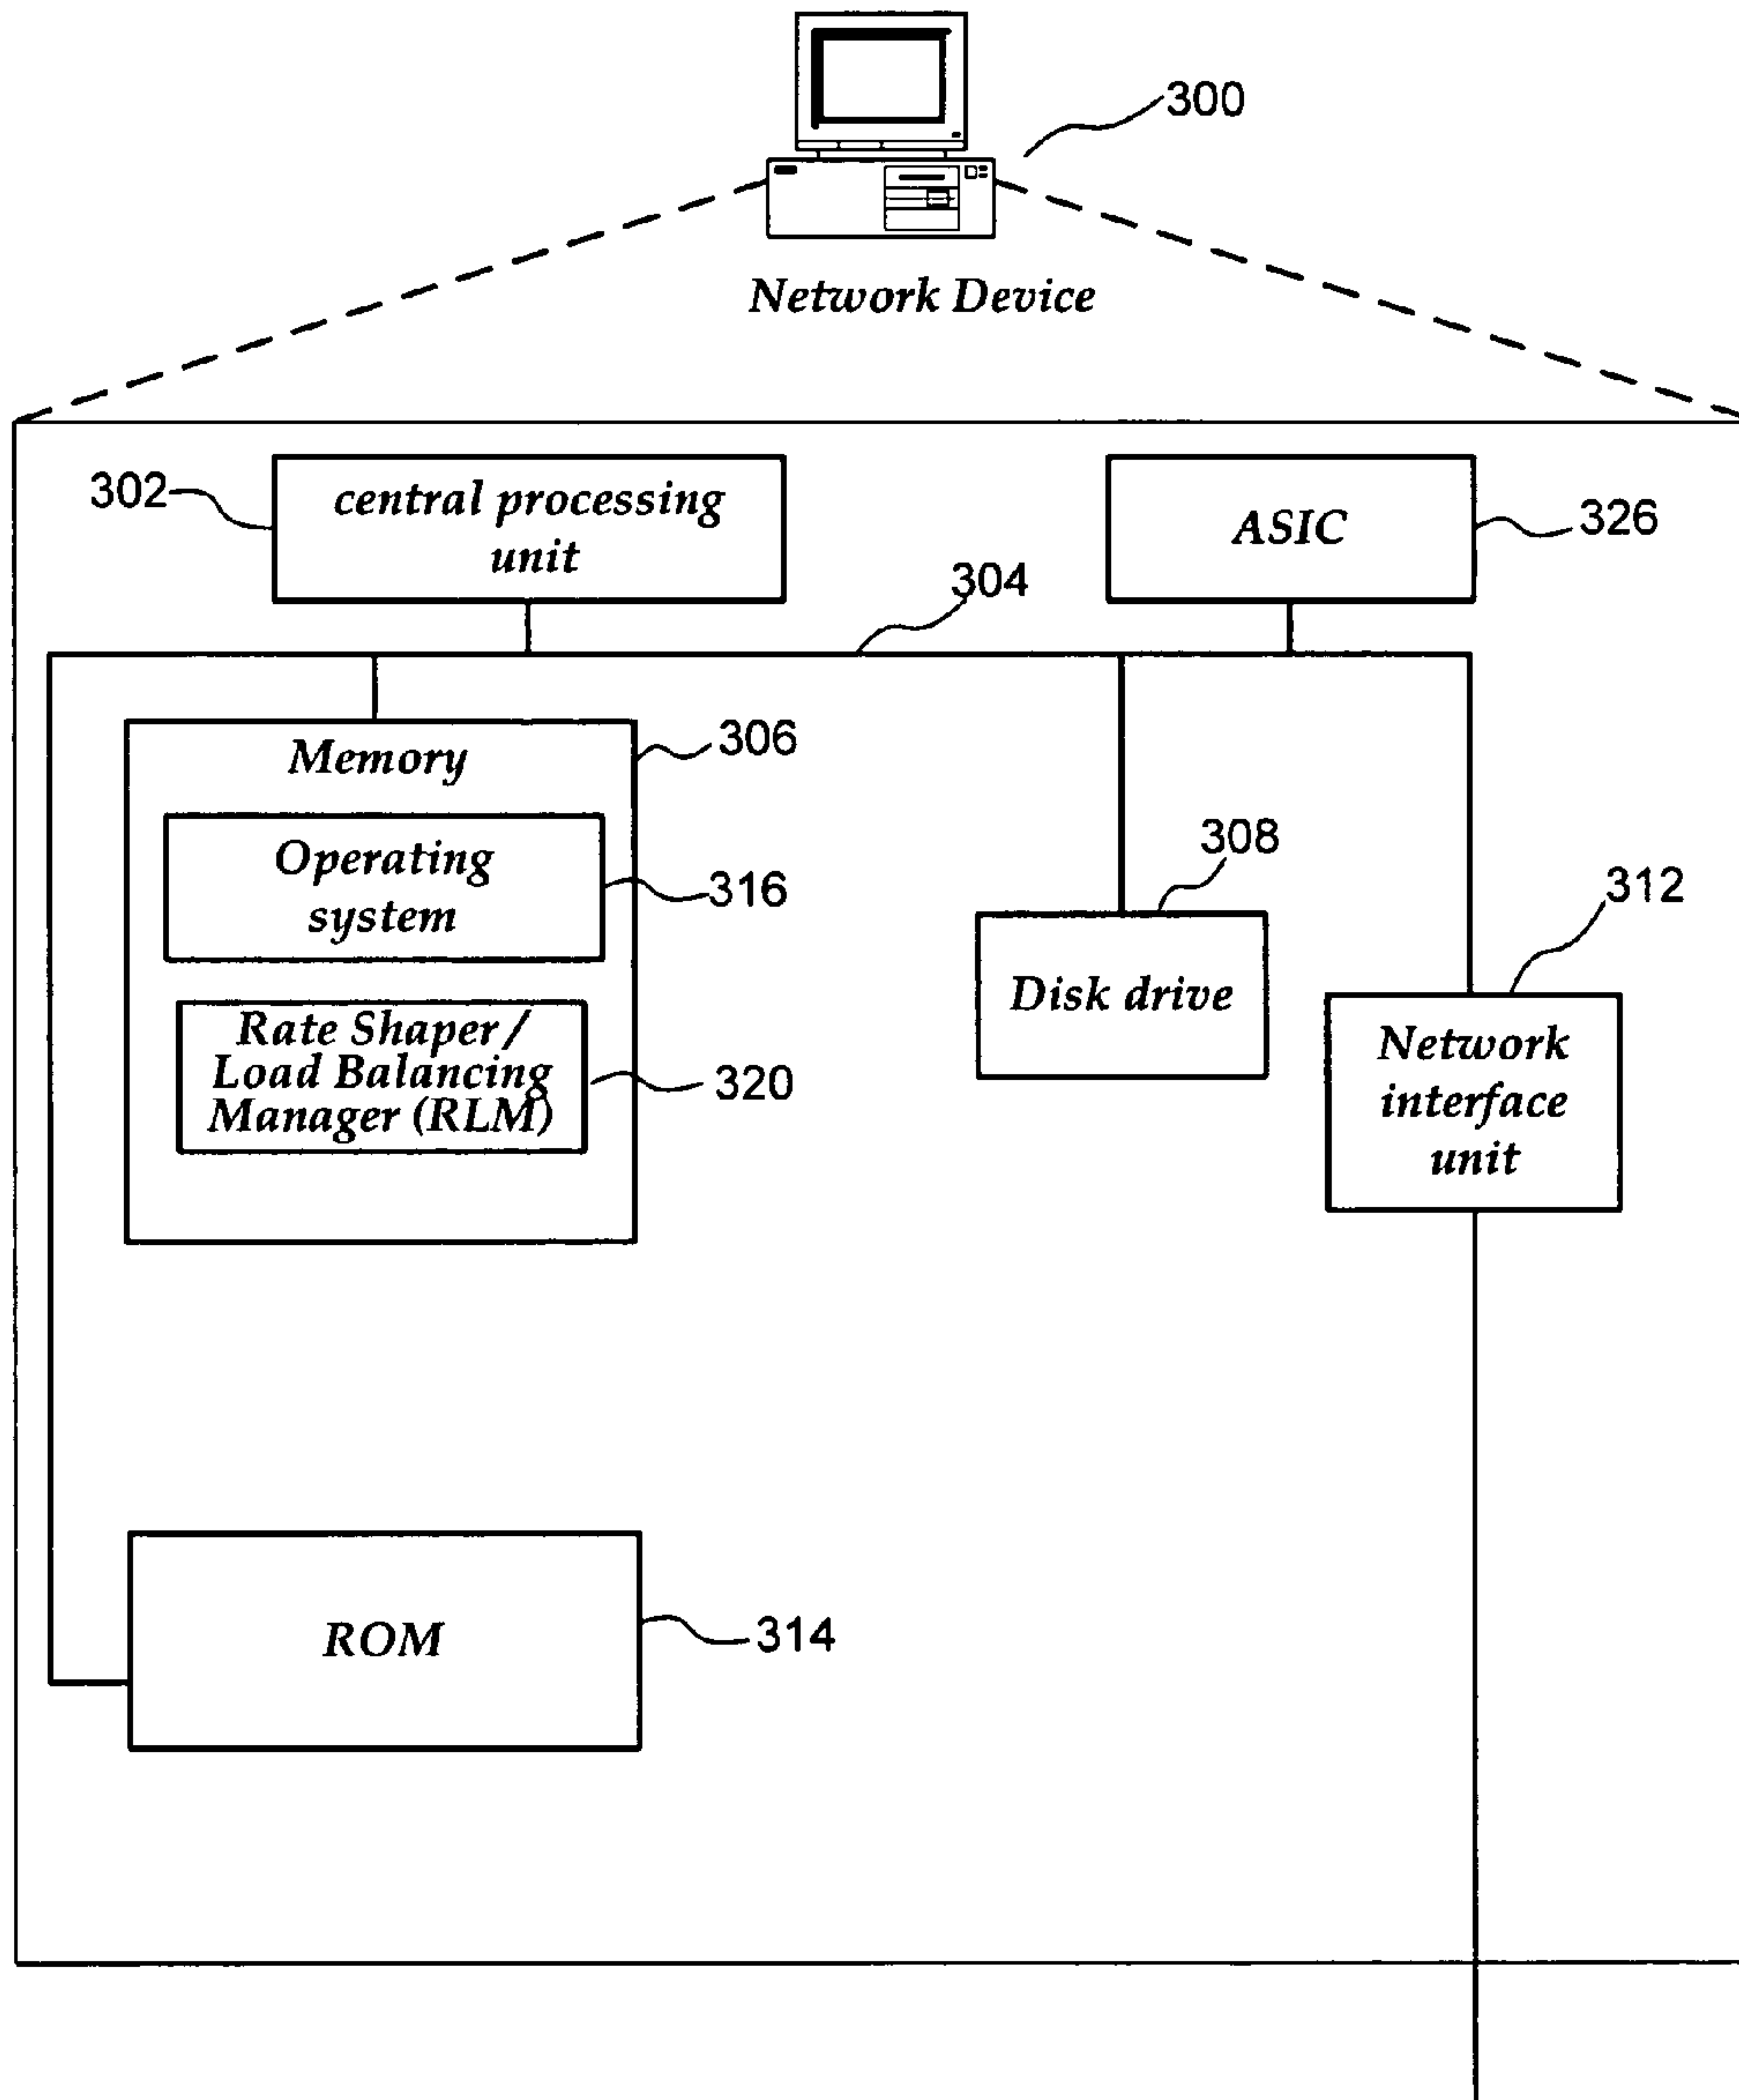 300
Network Device
302
central processing
unit
ASIC
326
304
306
Memory
Operating
system
316
308
312
Disk drive
Network
interface
unit
Rate Shaper/
Load Balancing
Manager (RLM)
320
ROM
314